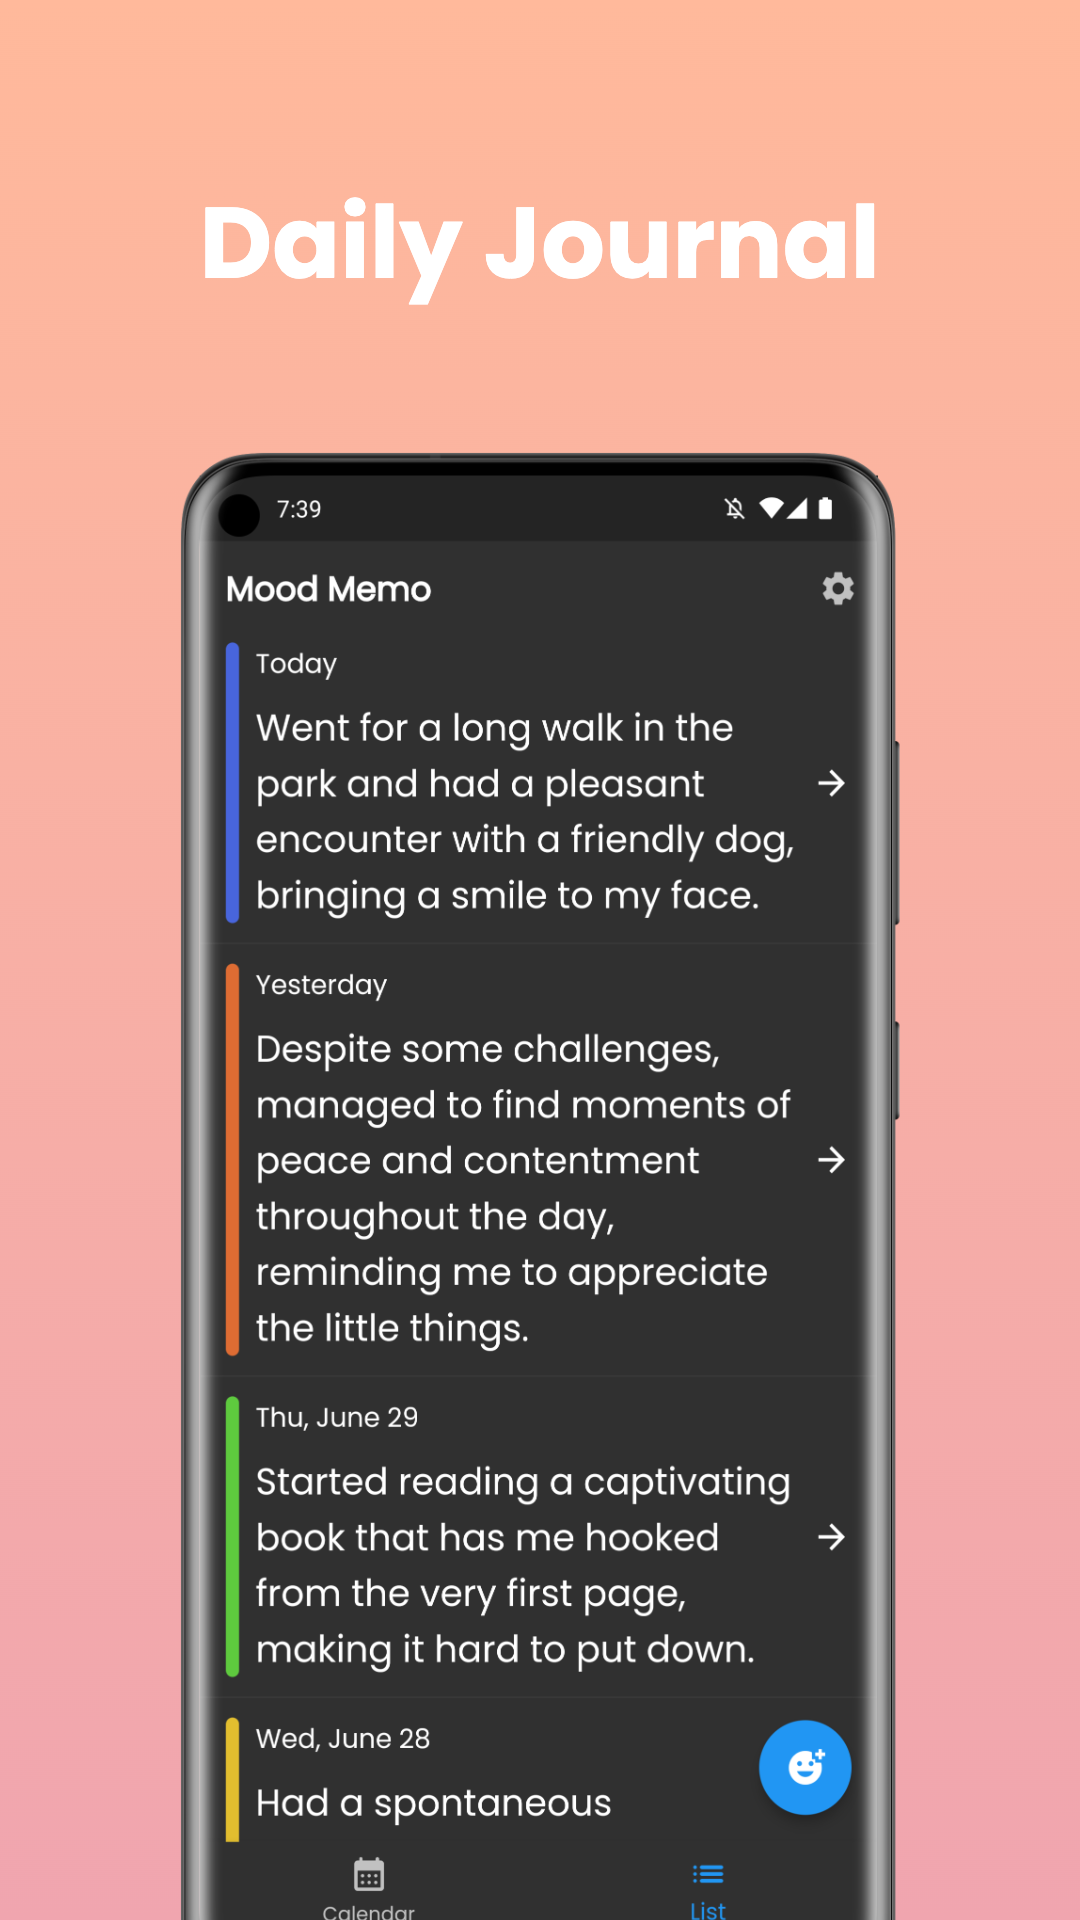 Daily Journal
7:39
Mood Memo
Today
Went for a long walk in the
park and had a pleasant
encounter with a friendly dog,
bringing a smile to my face.
Yesterday
Despite some challenges,
managed to find moments of
peace and contentment
throughout the day,
reminding me to appreciate
the little things.
Thu, June 29
Started reading a captivating
book that has me hooked
from the very first page,
making it hard to put down.
Wed, June 28
Had a spontaneous
Calendar
List